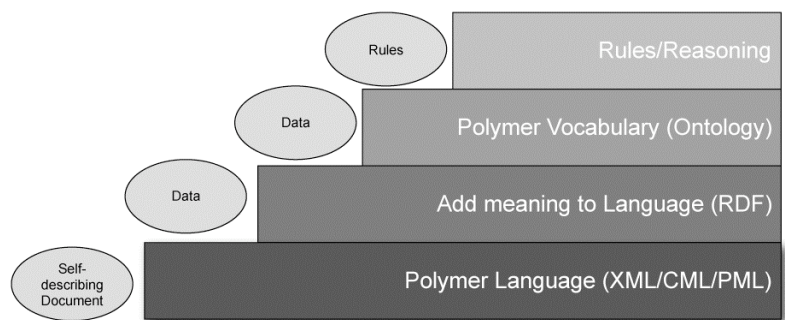 Rules
Rules/Reasoning
Data
Polymer Vocabulary (Ontology)
Data
Add meaning to Language (RDF)
Self-
describing
Document
Polymer Language (XML/CML/PML)